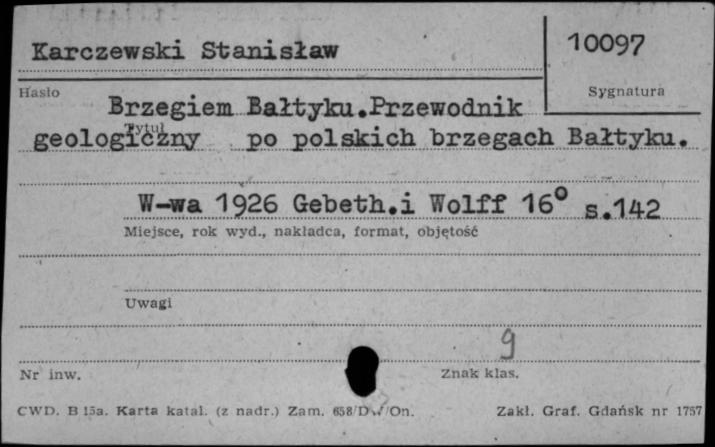 Karczewski Stanisław
10097
Hasło
Sygnatura
Brzegiem Bałtyku.Przewodnik
Tytuł
geologiczny po polskich brzegach Bałtyku.
W-wa 1926 Gebeth.i Wolff 16° s.142
Miejsce, rok wyd., nakładca, format, objętość
Uwagi
9
Nr inw.
Znak klas.
CWD. B 15a. Karta katal. (z nadr.) Zam. 658/ /On.
Zakł. Graf. Gdańsk nr 1757